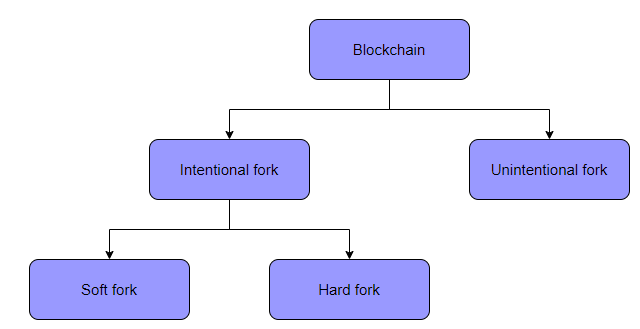 Blockchain
Intentional fork
Unintentional fork
Soft fork
Hard fork